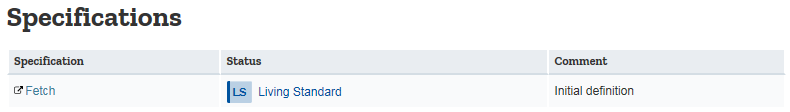 Specifications
Specification Status Comment
Fetch LS Living Standard Initial definition